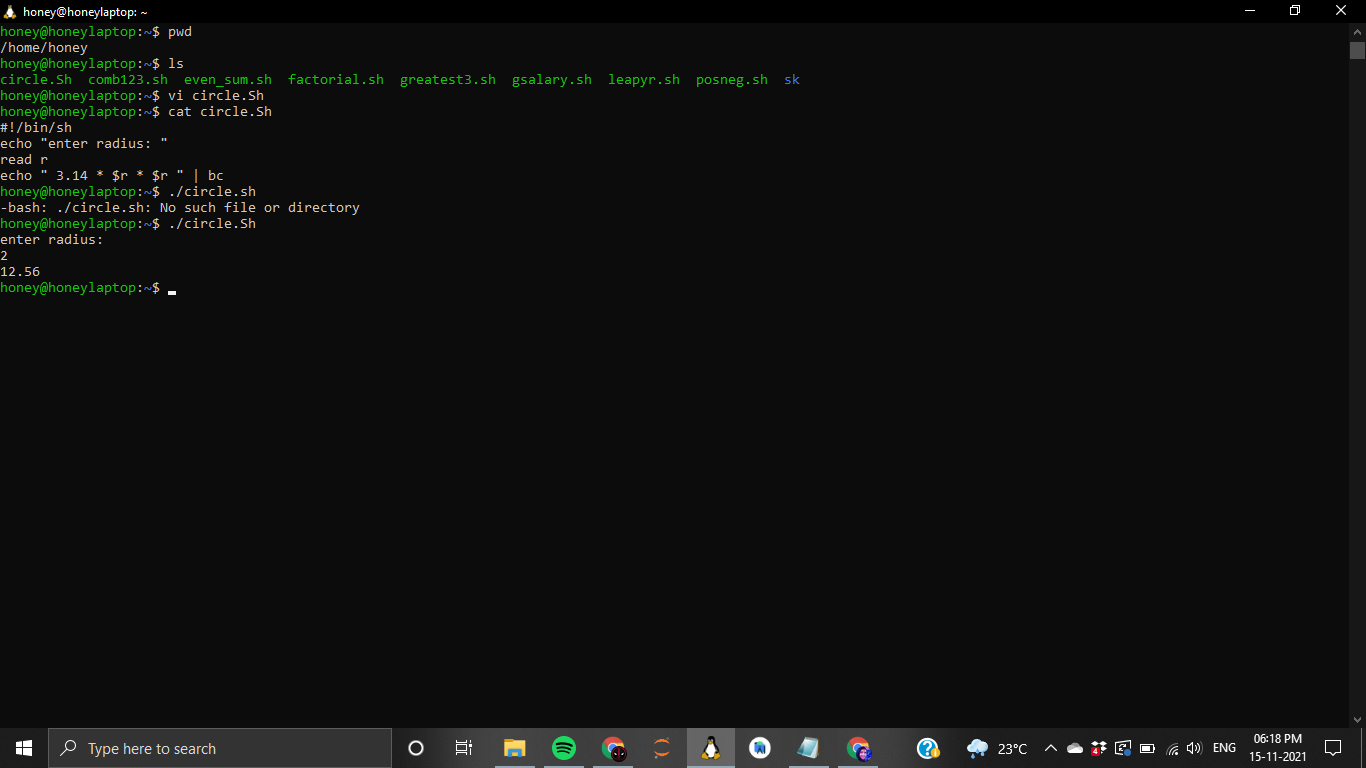 honey@honeylaptop: ~
honey@honeylaptop:~$ pwd
/home/honey
honey@honeylaptop:~$ ls
circle.Sh  comb123.sh  even_sum.sh  factorial.sh  greatest3.sh  gsalary.sh  leapyr.sh  posneg.sh  sk
honey@honeylaptop:~$ vi circle.Sh
honey@honeylaptop:~$ cat circle.Sh
#!/bin/sh
echo "enter radius: "
read r
echo " 3.14 * $r * $r " | bc
honey@honeylaptop:~$ ./circle.sh
-bash: ./circle.sh: No such file or directory
honey@honeylaptop:~$ ./circle.Sh
enter radius:
2
12.56
honey@honeylaptop:~$
Type here to search
23°C
4
ENG
06:18 PM
15-11-2021